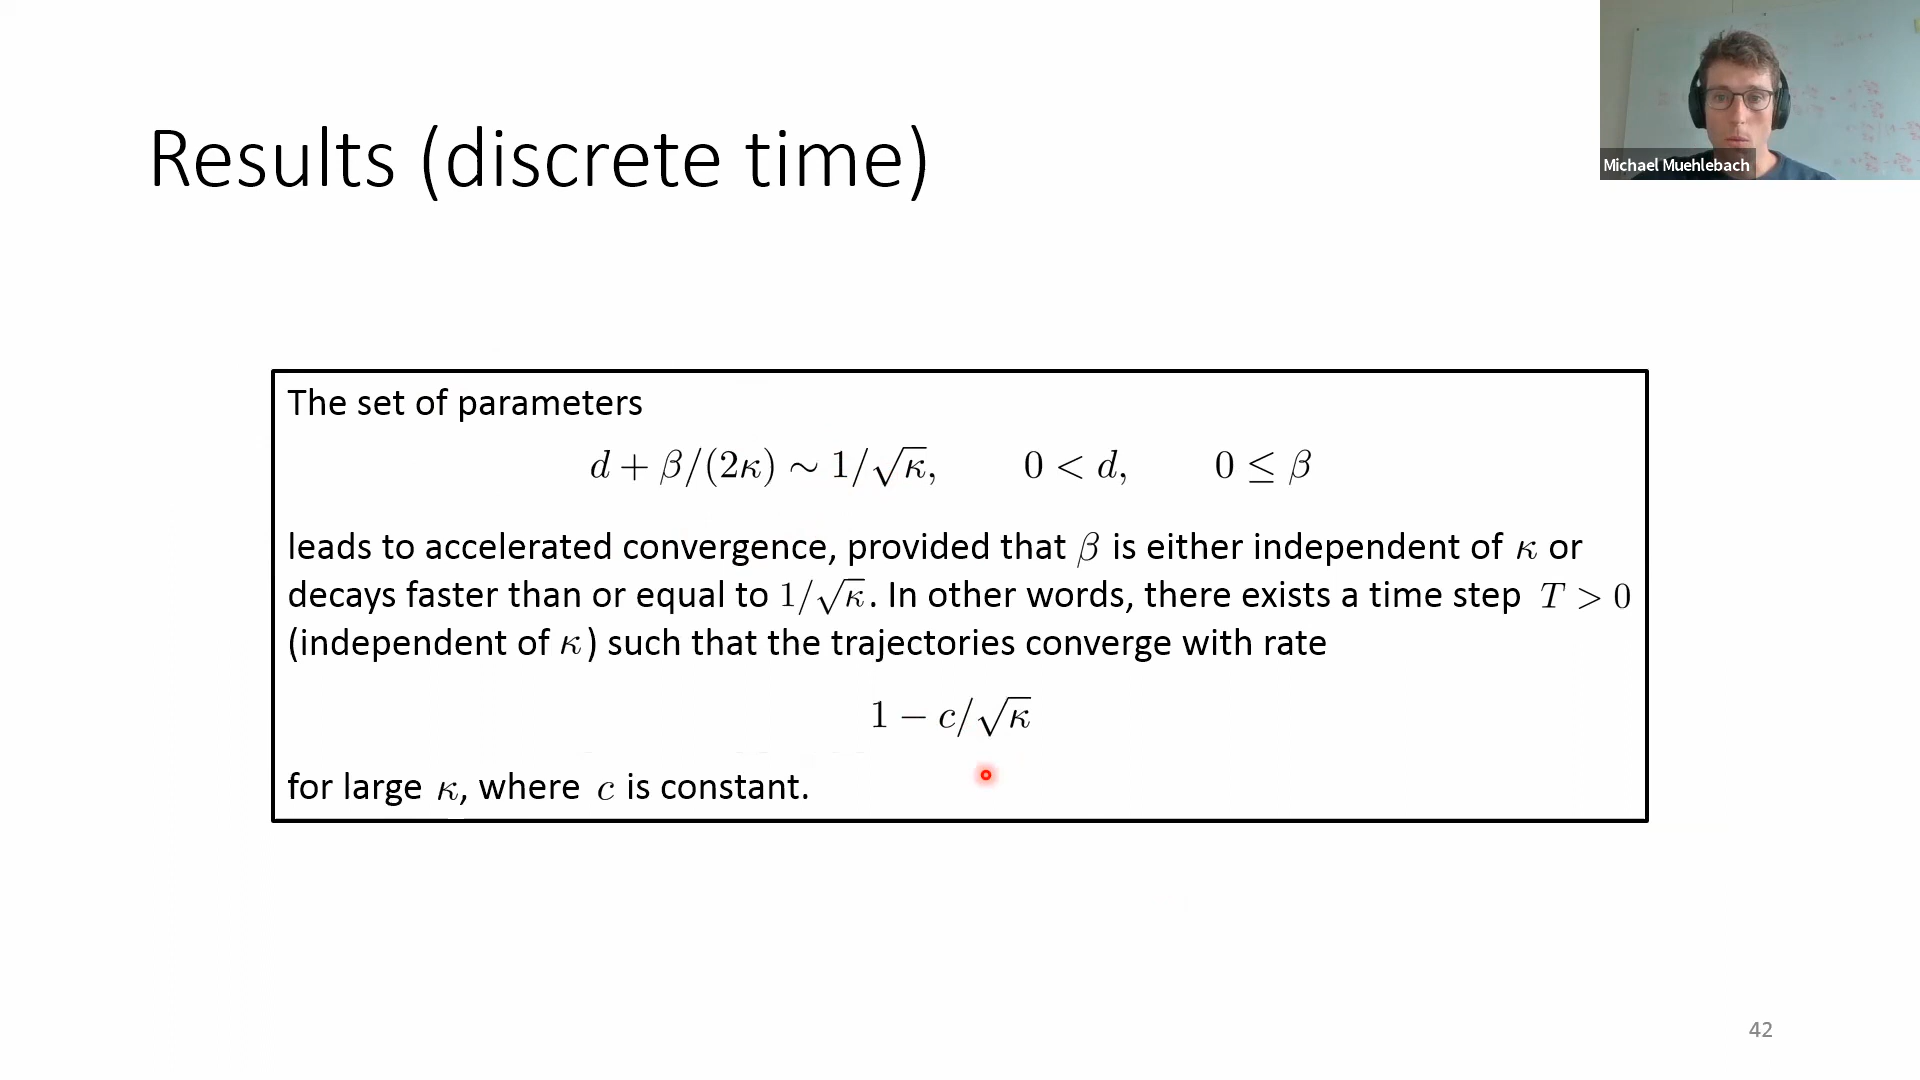 Michael Muehlebach
Results (discrete time)
The set of parameters
d + β/(2κ) ∼ 1/√κ, 0 < d, 0 ≤ β
leads to accelerated convergence, provided that β is either independent of κ or
decays faster than or equal to 1/√κ. In other words, there exists a time step T > 0
(independent of κ) such that the trajectories converge with rate
1 − c/√κ
for large κ, where c is constant.
42